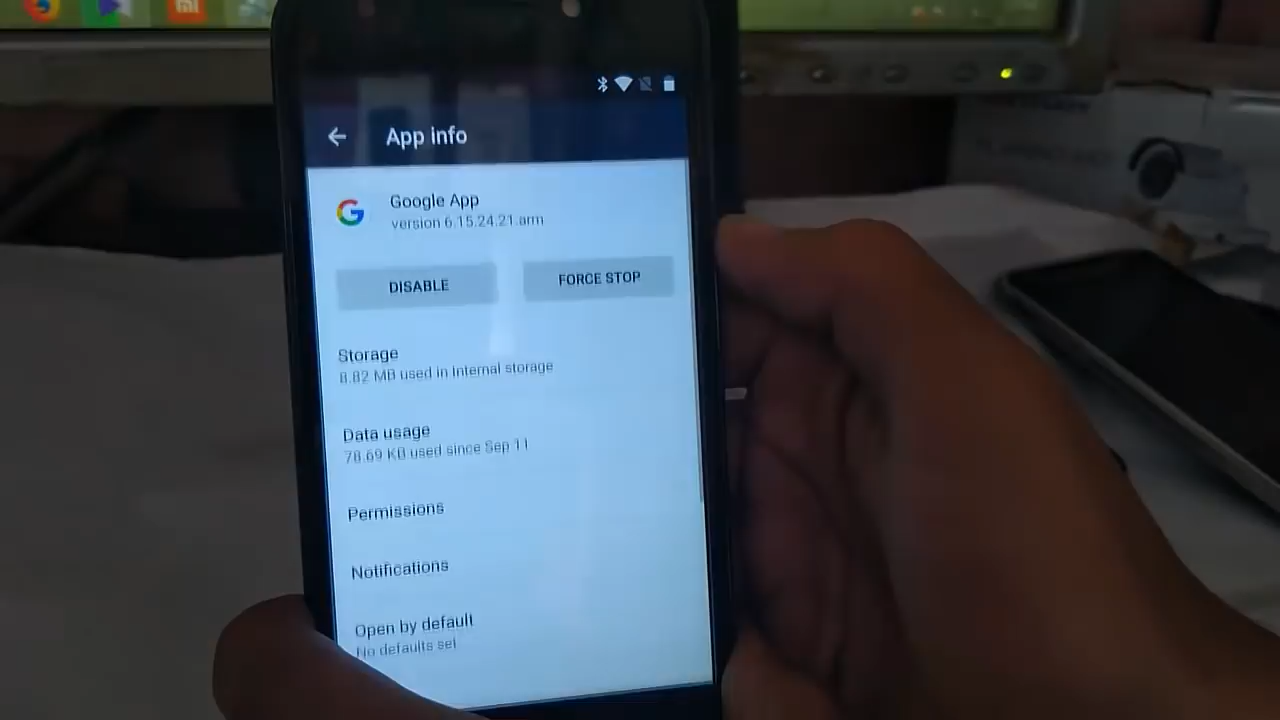 mi
App info
Google App
version 6.15.24.21.arm
DISABLE
FORCE STOP
Storage
8.82 MB used in Internal storage
Data usage
78.69 KB used since Sep 11
Permissions
Notifications
Open by default
No defaults set